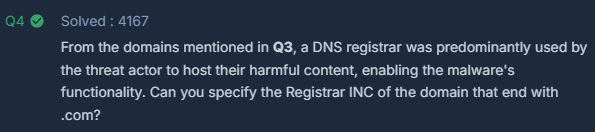 Q4 Solved : 4167
From the domains mentioned in Q3, a DNS registrar was predominantly used by
the threat actor to host their harmful content, enabling the malware's
functionality. Can you specify the Registrar INC of the domain that end with
.com?